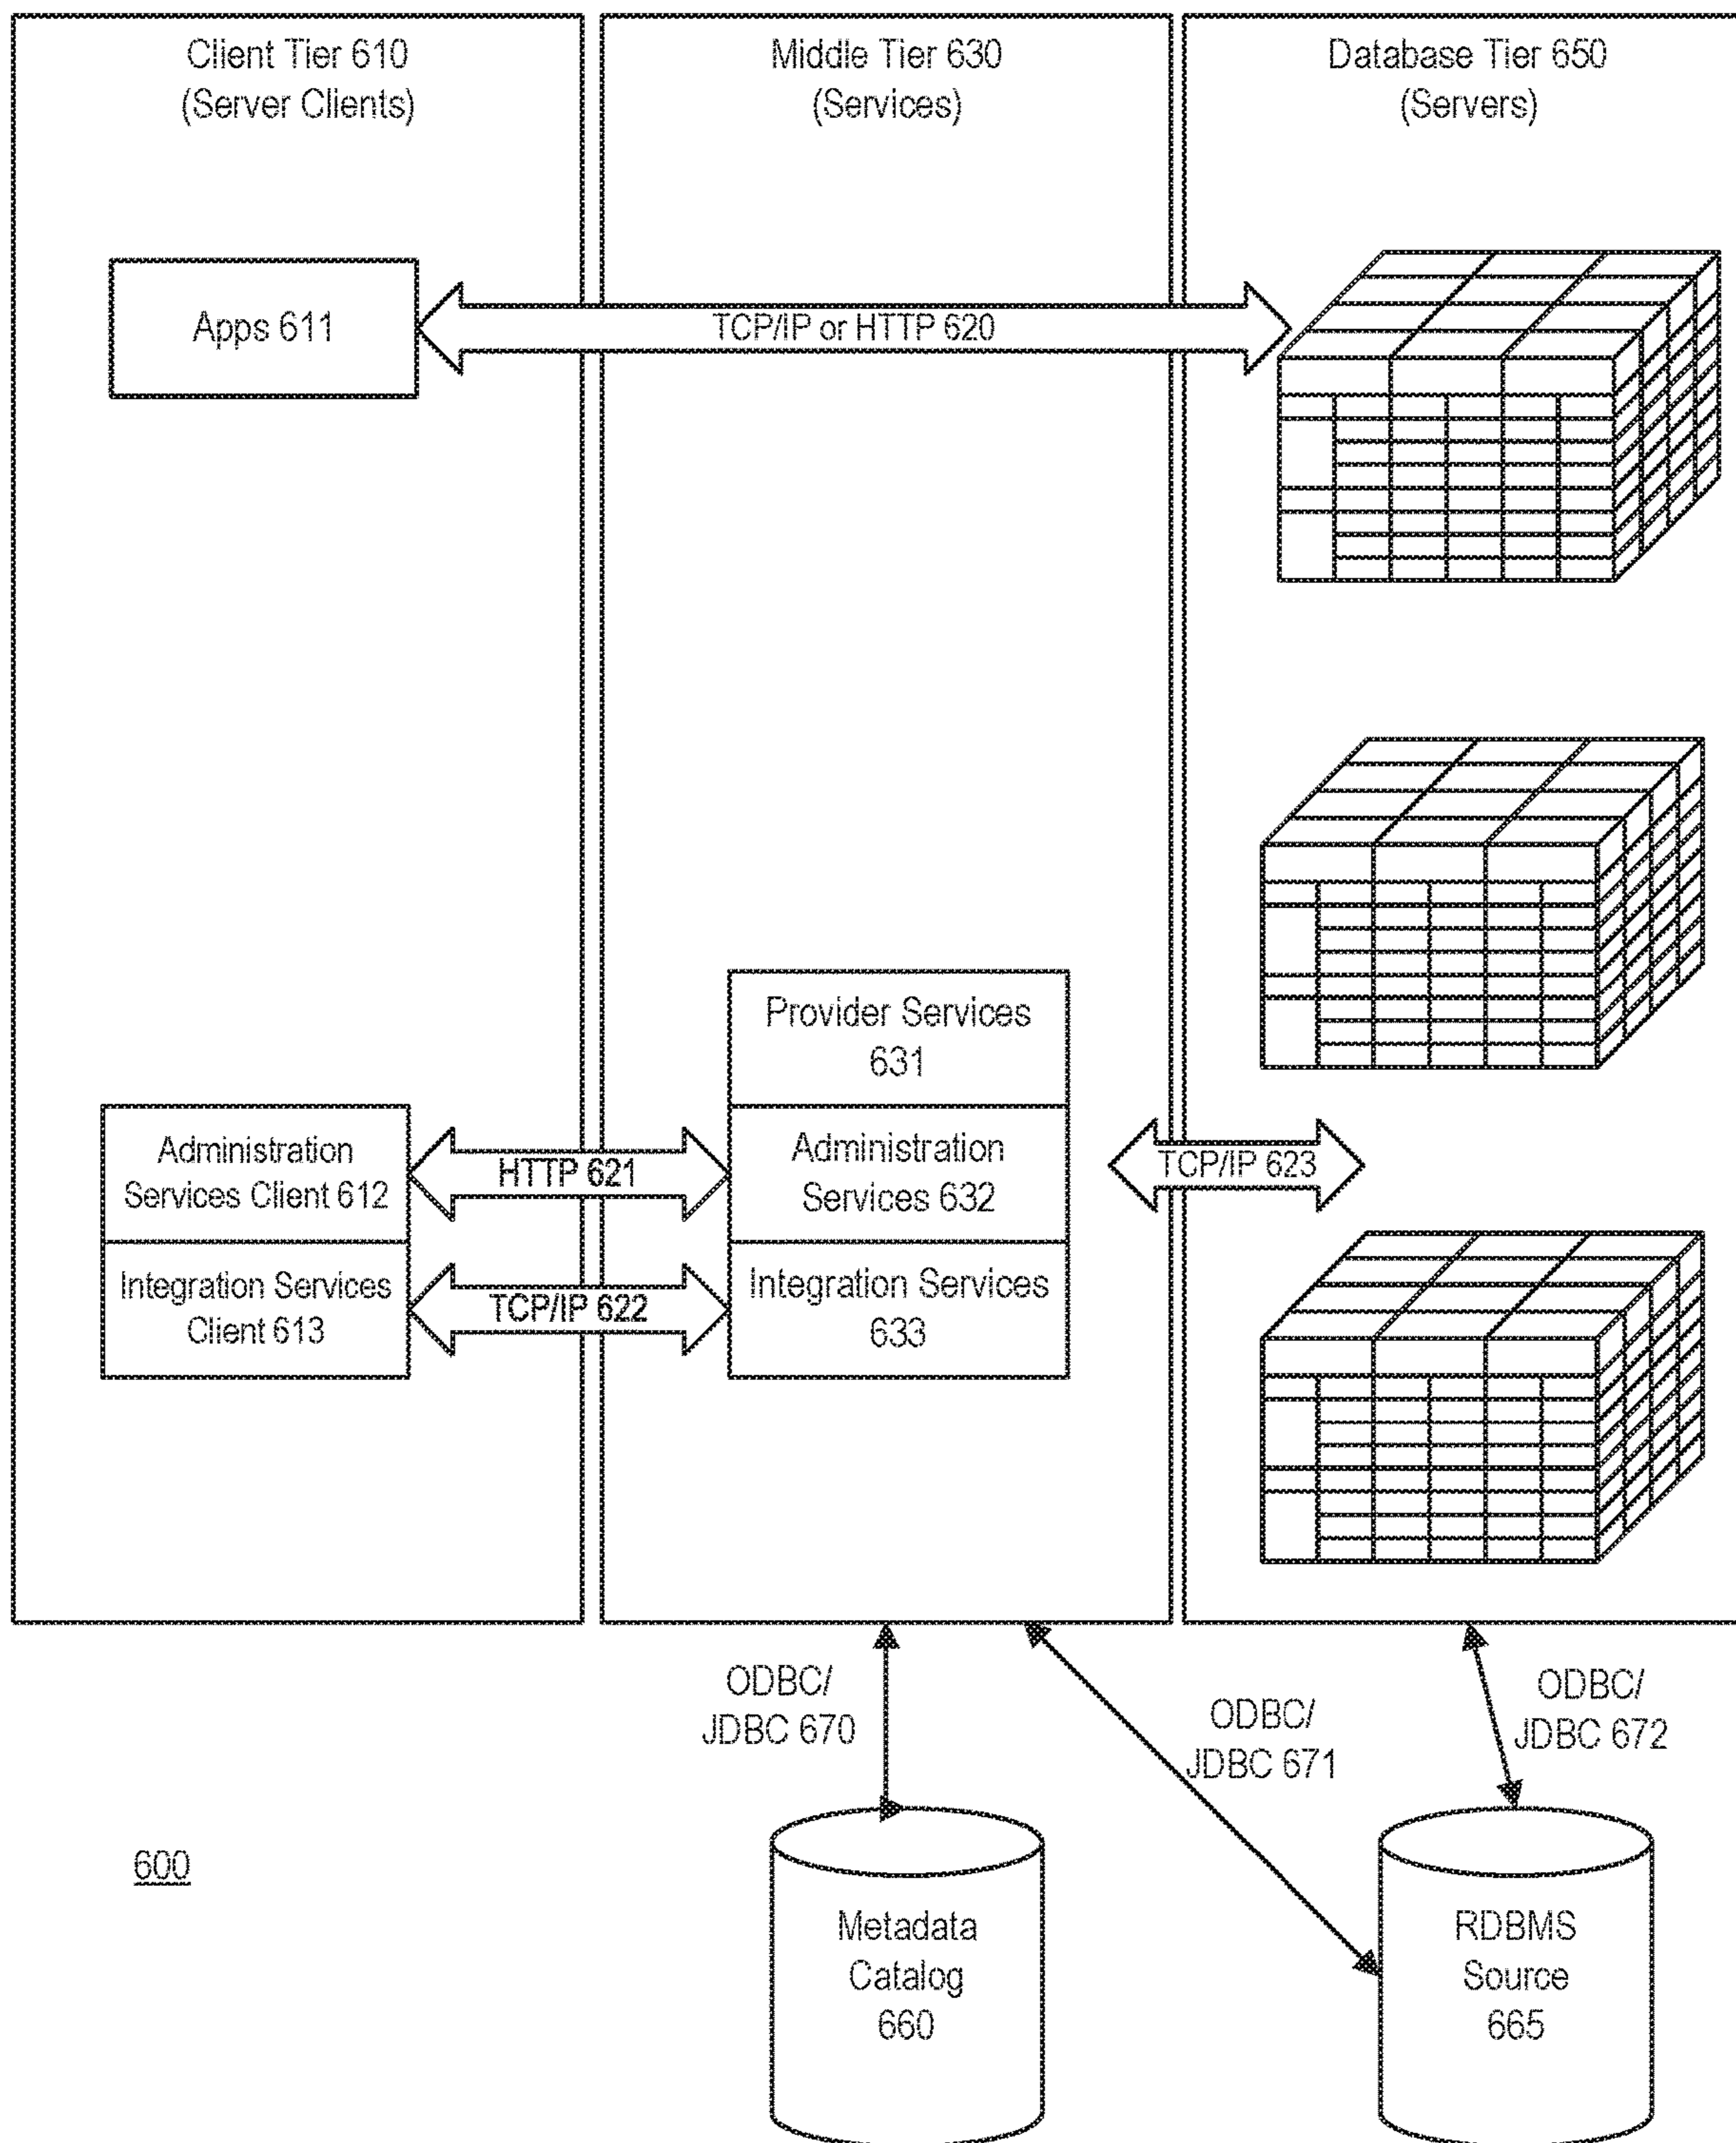 Client Tier 610
(Server Clients)
Middle Tier 630
(Services)
Database Tier 650
(Servers)
Apps 611
TCP/IP or HTTP 620
Provider Services
631
Administration
Services Client 612
HTTP 621
Administration
Services 632
TCP/IP 623
Integration Services
Client 613
TCP/IP 622
Integration Services
633
ODBC/
JDBC 670
ODBC/
JDBC 671
ODBC/
JDBC 672
600
Metadata
Catalog
660
RDBMS
Source
665